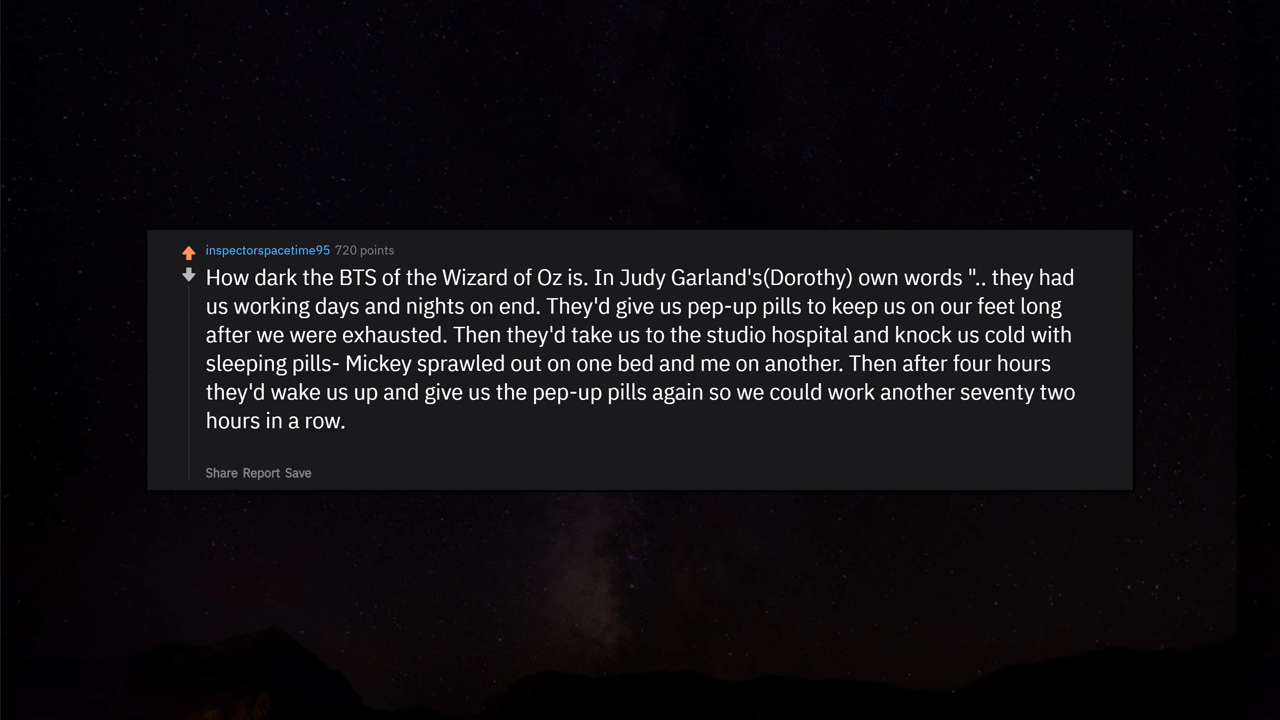 inspectorspacetime95 720 points
How dark the BTS of the Wizard of Oz is. In Judy Garland's(Dorothy) own words ".. they had
us working days and nights on end. They'd give us pep-up pills to keep us on our feet long
after we were exhausted. Then they'd take us to the studio hospital and knock us cold with
sleeping pills- Mickey sprawled out on one bed and me on another. Then after four hours
they'd wake us up and give us the pep-up pills again so we could work another seventy two
hours in a row.
Share Report Save